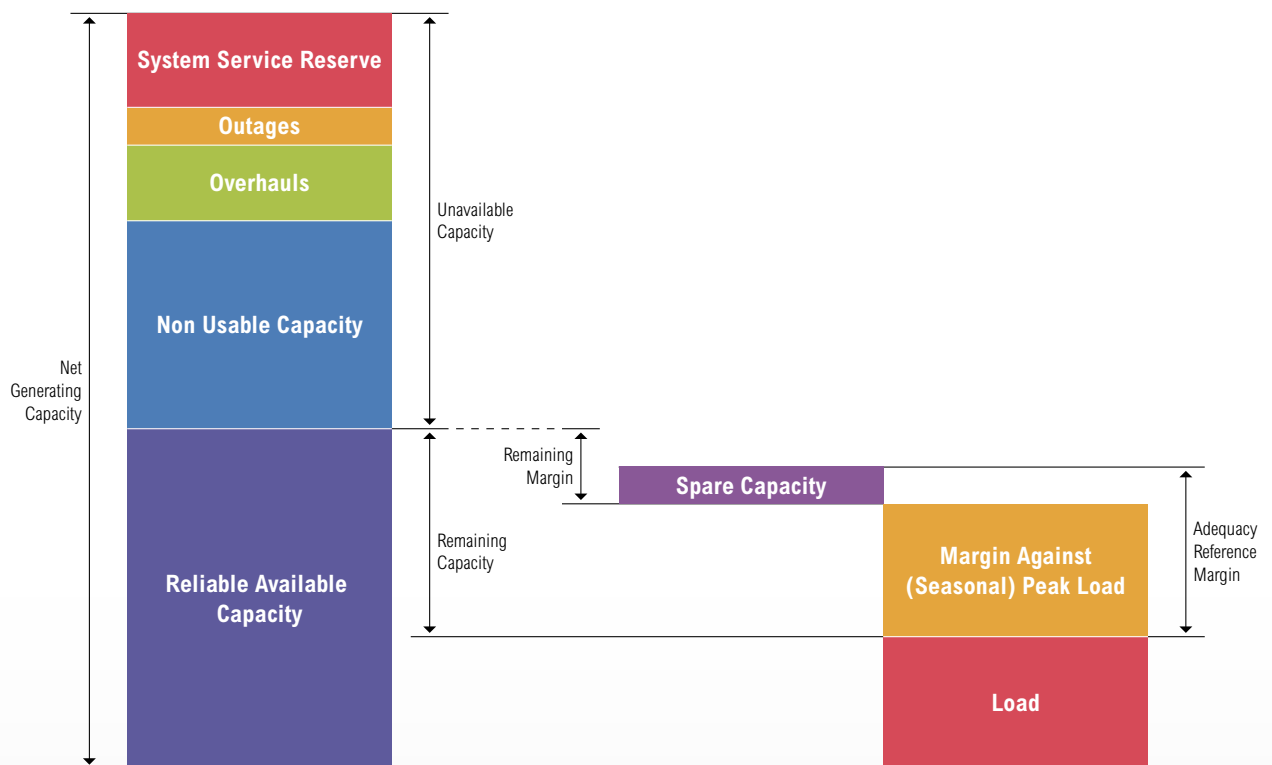 System Service Reserve
Outages
Overhauls
Unavailable
Capacity
Non Usable Capacity
Net
Generating
Capacity
Remaining
Margin
Spare Capacity
Remaining
Capacity
Adequacy
Reference
Margin
Margin Against
(Seasonal) Peak Load
Reliable Available
Capacity
Load